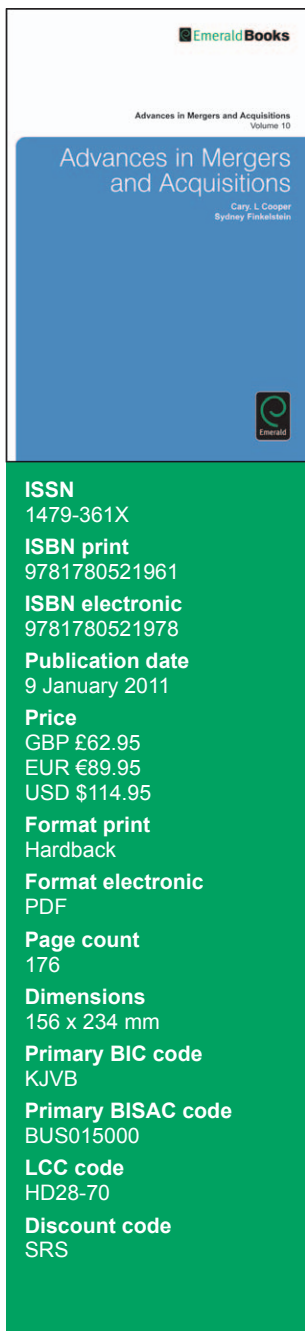 Emerald Books
Advances in Mergers and Acquisitions
Volume 10
Advances in Mergers
and Acquisitions
Cary. L Cooper
Sydney Finkelstein
Emerald
ISSN
1479-361X
ISBN print
9781780521961
ISBN electronic
9781780521978
Publication date
9 January 2011
Price
GBP £62.95
EUR €89.95
USD $114.95
Format print
Hardback
Format electronic
PDF
Page count
176
Dimensions
156 x 234 mm
Primary BIC code
KJVB
Primary BISAC code
BUS015000
LCC code
HD28-70
Discount code
SRS